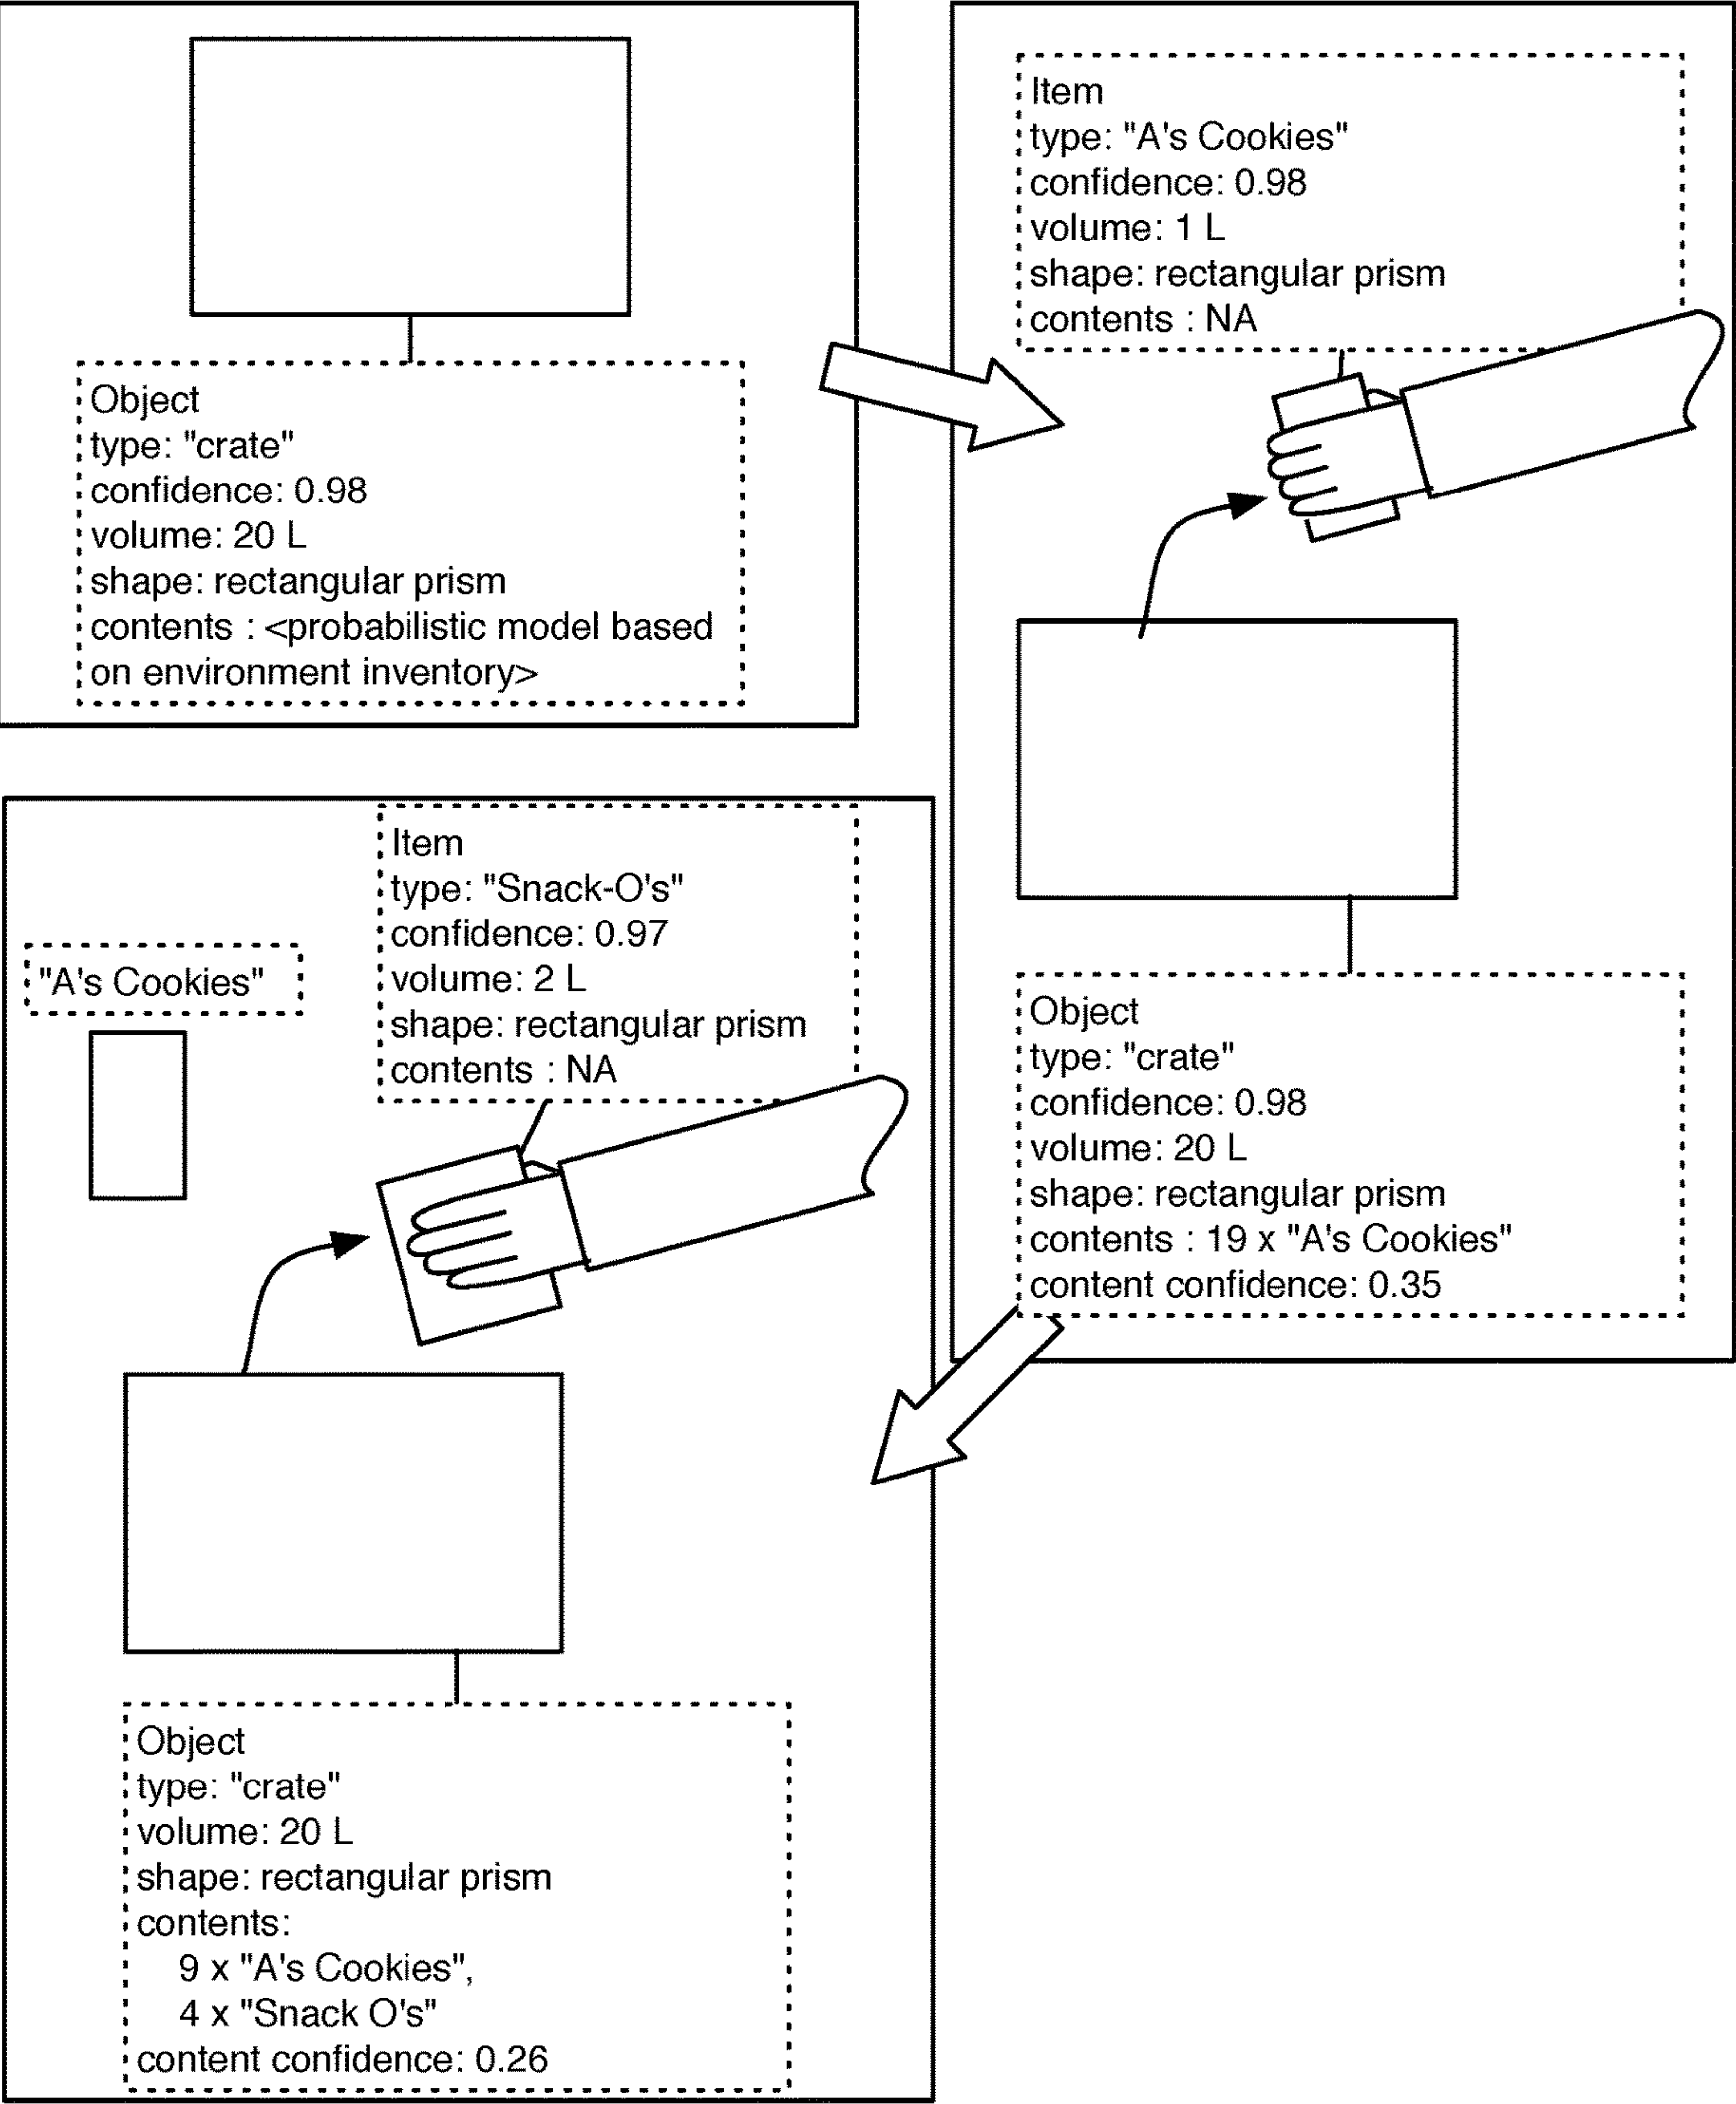 Object
type: "crate"
confidence: 0.98
volume: 20 L
shape: rectangular prism
contents : <probabilistic model based
on environment inventory>
Item
type: "A's Cookies"
confidence: 0.98
volume: 1 L
shape: rectangular prism
contents : NA
Object
type: "crate"
confidence: 0.98
volume: 20 L
shape: rectangular prism
contents : 19 x "A's Cookies"
content confidence: 0.35
Item
type: "Snack-O's"
confidence: 0.97
volume: 2 L
shape: rectangular prism
contents : NA
"A's Cookies"
Object
type: "crate"
volume: 20 L
shape: rectangular prism
contents:
9 x "A's Cookies",
4 x "Snack O's"
content confidence: 0.26